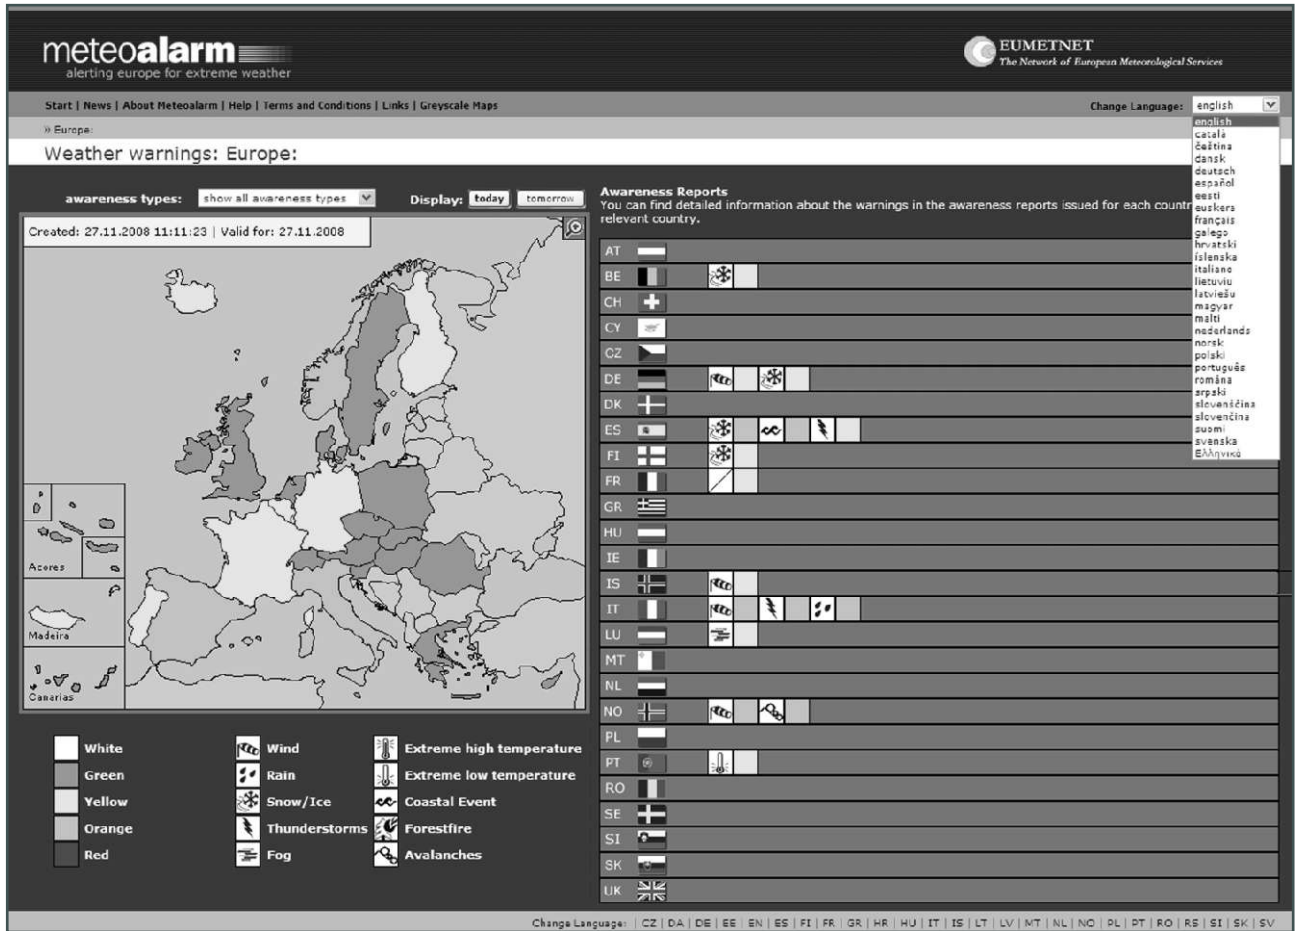 meteoalarm
alerting europe for extreme weather
EUMETNET
The Network of European Meteorological Services
Start | News | About Meteoalarm | Help | Terms and Conditions | Links | Greyscale Maps
Change Language: english
» Europe:
Weather warnings: Europe:
english
català
čeština
dansk
deutsch
español
eesti
euskera
français
galego
hrvatski
íslenska
italiano
lietuviu
latviešu
magyar
malti
nederlands
norsk
polski
português
româna
srpski
slovenščina
slovenčina
suomi
svenska
Ελληνικά
awareness types: show all awareness types Display: today tomorrow
Created: 27.11.2008 11:11:23 | Valid for: 27.11.2008
Acores
Madeira
Canarias
White
Green
Yellow
Orange
Red
Wind
Rain
Snow/Ice
Thunderstorms
Fog
Extreme high temperature
Extreme low temperature
Coastal Event
Forestfire
Avalanches
Awareness Reports
You can find detailed information about the warnings in the awareness reports issued for each countr
relevant country.
AT
BE
CH
CY
CZ
DE
DK
ES
FI
FR
GR
HU
IE
IS
IT
LU
MT
NL
NO
PL
PT
RO
SE
SI
SK
UK
Change Language: | CZ | DA | DE | EE | EN | ES | FI | FR | GR | HR | HU | IT | IS | LT | LV | MT | NL | NO | PL | PT | RO | RS | SI | SK | SV